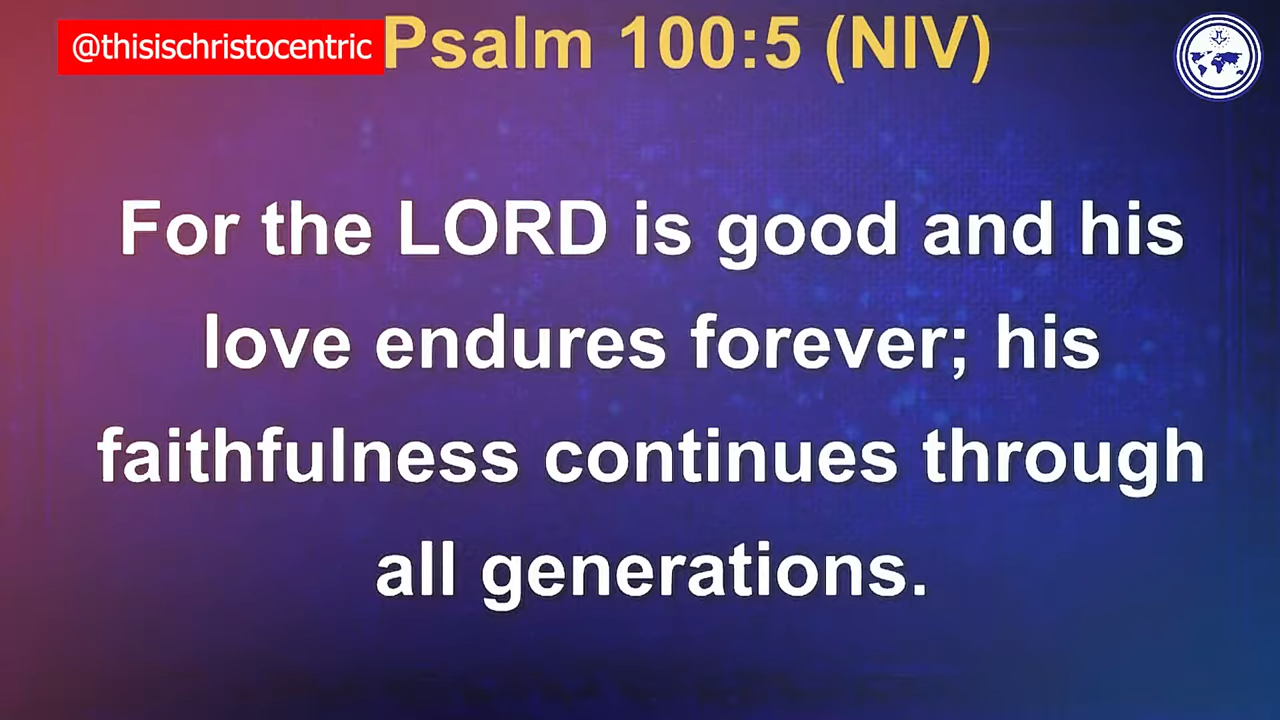 @thisischristocentric
Psalm 100:5 (NIV)
For the LORD is good and his
love endures forever; his
faithfulness continues through
all generations.